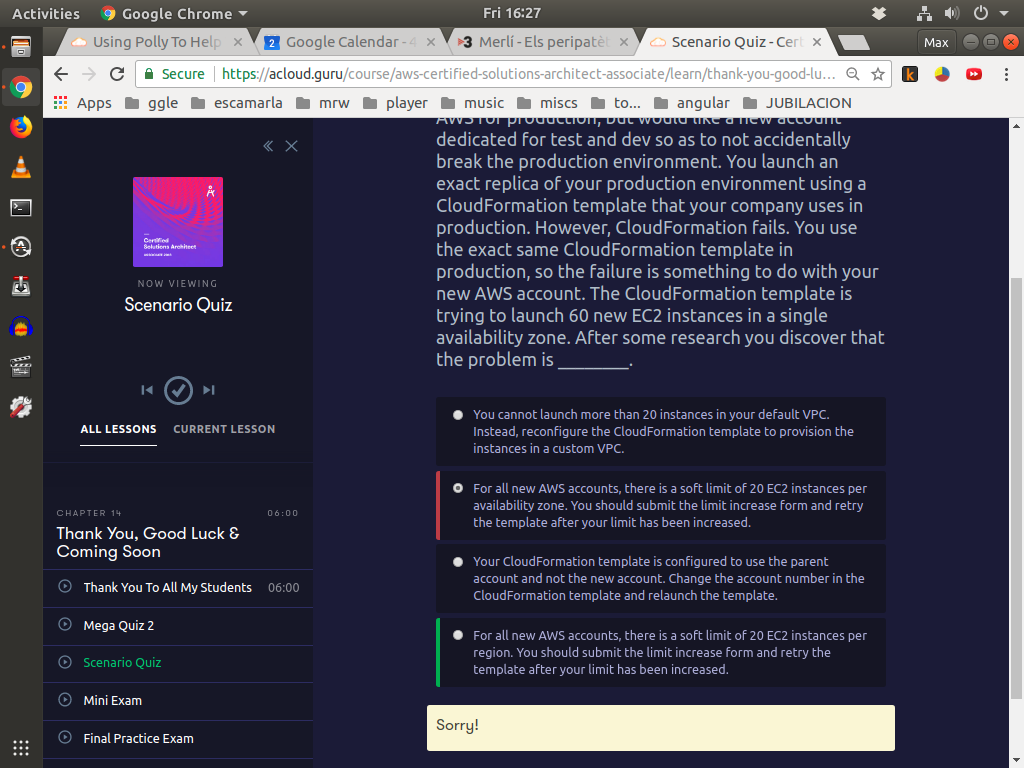 Activities
Google Chrome
Fri 16:27
Using Polly To Help
Google Calendar - 4
Merlí - Els peripatèt
Scenario Quiz - Cert
Max
Secure
https://acloud.guru/course/aws-certified-solutions-architect-associate/learn/thank-you-good-lu...
Apps
ggle
escamarla
mrw
player
music
miscs
to...
angular
JUBILACION
Certified
Solutions Architect
NOW VIEWING
Scenario Quiz
ALL LESSONS
CURRENT LESSON
CHAPTER 14
06:00
Thank You, Good Luck &
Coming Soon
Thank You To All My Students
06:00
Mega Quiz 2
Scenario Quiz
Mini Exam
Final Practice Exam
AWS for production, but would like a new account
dedicated for test and dev so as to not accidentally
break the production environment. You launch an
exact replica of your production environment using a
CloudFormation template that your company uses in
production. However, CloudFormation fails. You use
the exact same CloudFormation template in
production, so the failure is something to do with your
new AWS account. The CloudFormation template is
trying to launch 60 new EC2 instances in a single
availability zone. After some research you discover that
the problem is ________.
You cannot launch more than 20 instances in your default VPC.
Instead, reconfigure the CloudFormation template to provision the
instances in a custom VPC.
For all new AWS accounts, there is a soft limit of 20 EC2 instances per
availability zone. You should submit the limit increase form and retry
the template after your limit has been increased.
Your CloudFormation template is configured to use the parent
account and not the new account. Change the account number in the
CloudFormation template and relaunch the template.
For all new AWS accounts, there is a soft limit of 20 EC2 instances per
region. You should submit the limit increase form and retry the
template after your limit has been increased.
Sorry!